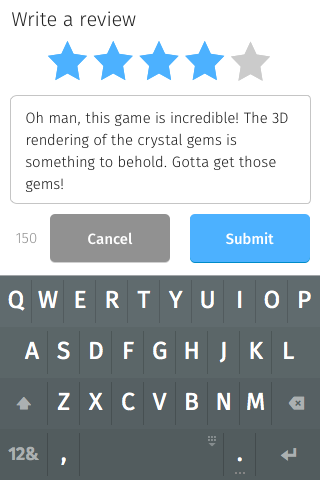 Write a review
Oh man, this game is incredible! The 3D
rendering of the crystal gems is
something to behold. Gotta get those
gems!
150
Cancel
Submit
Q W E R T Y U I O P
A S D F G H J K L
Z X C V B N M
12& , .